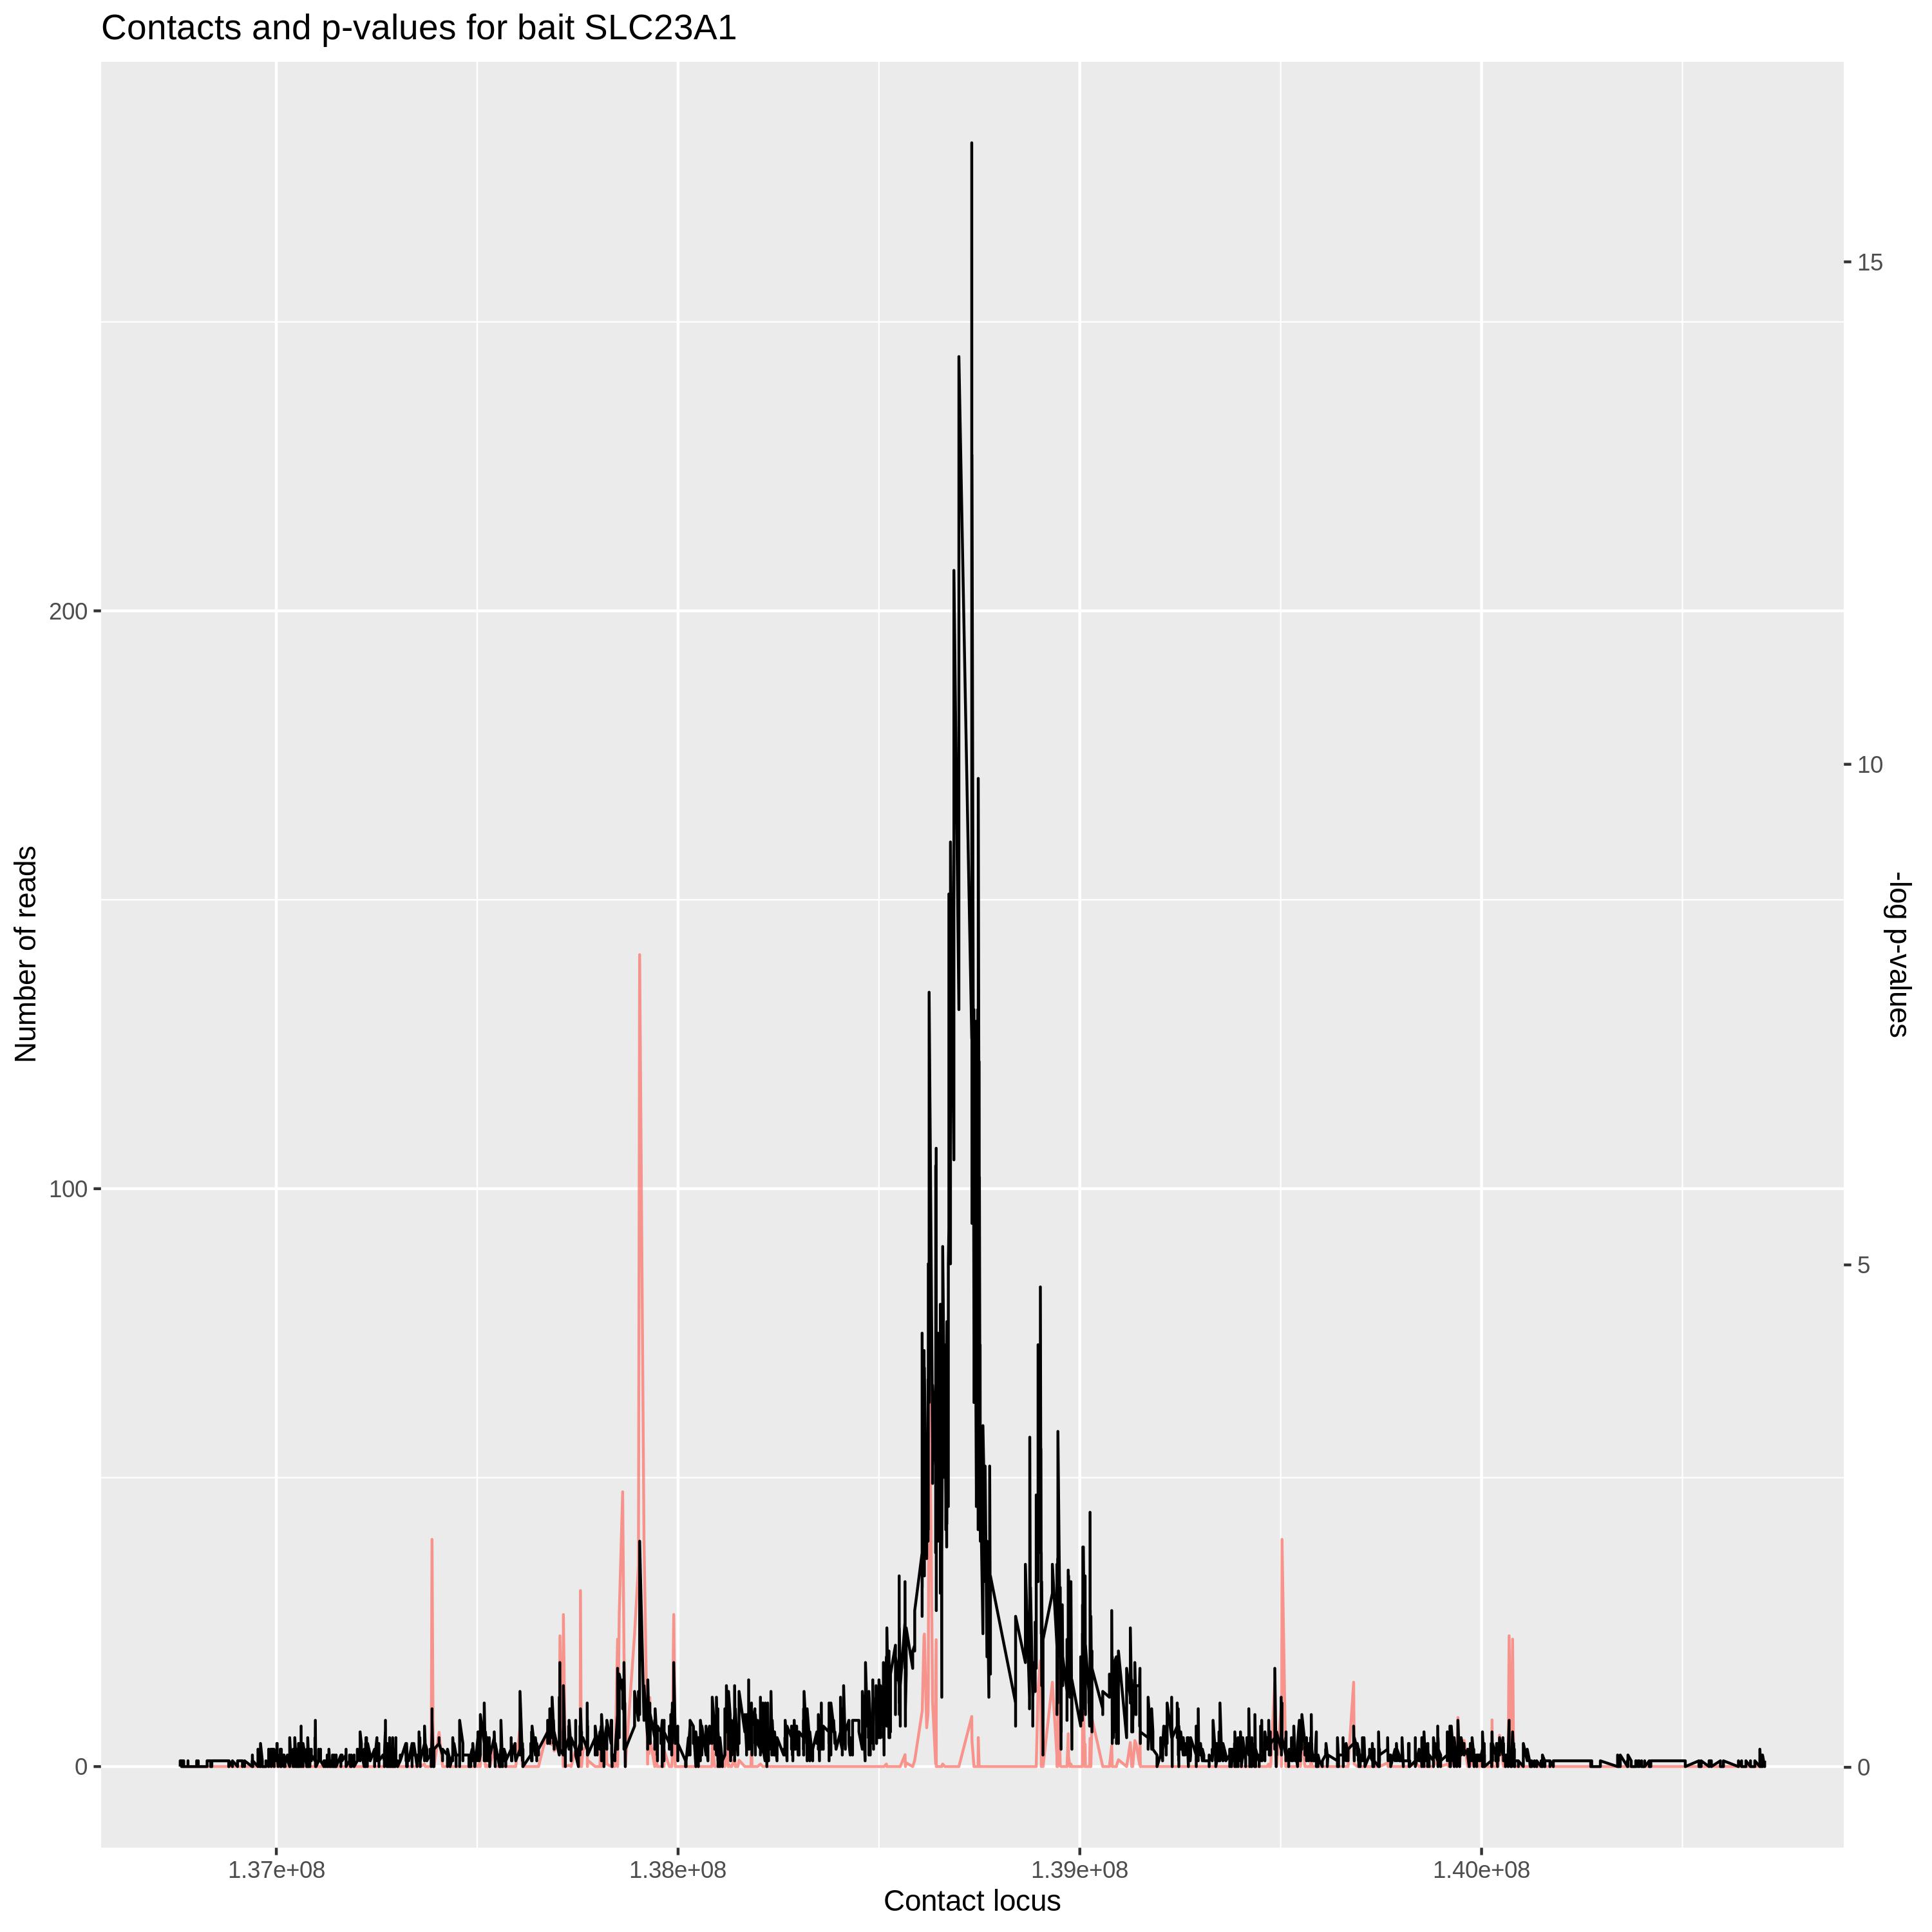 Contacts and p-values for bait SLC23A1
Number of reads
200
100
0
15
10
5
0
-log p-values
1.37e+08
1.38e+08
1.39e+08
1.40e+08
Contact locus